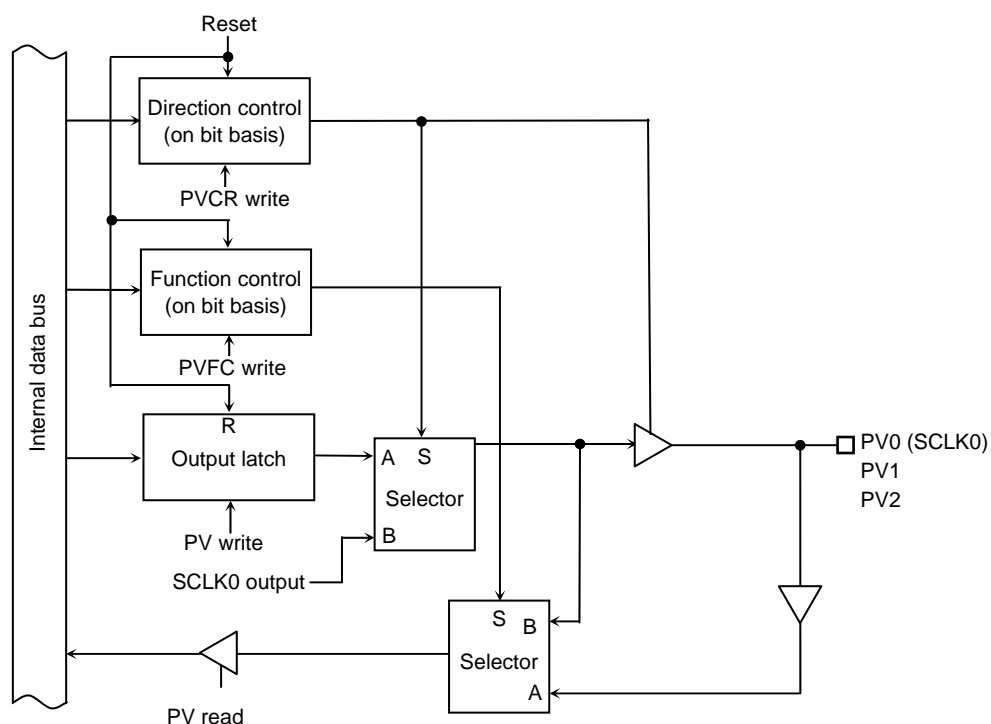 Reset
Internal data bus
Direction control
(on bit basis)
PVCR write
Function control
(on bit basis)
PVFC write
R
Output latch
PV write
A S
Selector
B
SCLK0 output
PV0 (SCLK0)
PV1
PV2
S B
Selector
A
PV read